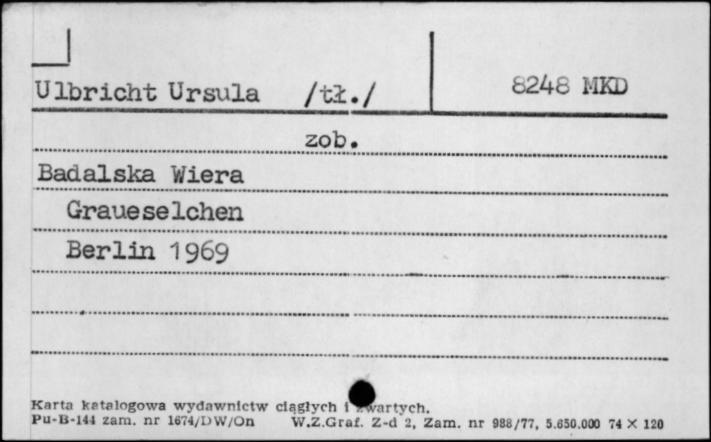 Ulbricht Ursula /tł./ 8248 MKD
zob.
Badalska Wiera
Graueselchen
Berlin 1969
Karta katalogowa wydawnictw ciągłych i zwartych.
Pu-B-144 zam. nr 1674/DW/On W.Z.Graf. Z-d 2, Zam. nr 988/77, 5.650.000 74 × 120